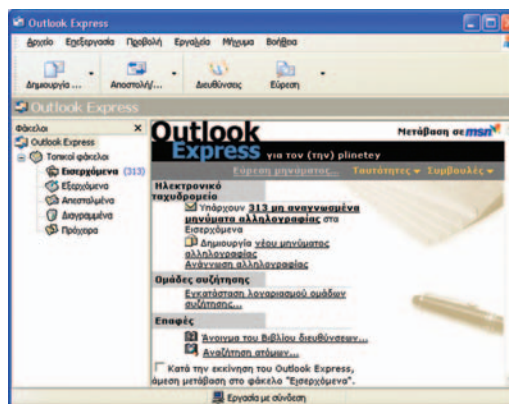 Outlook Express
Αρχείο Επεξεργασία Προβολή Εργαλεία Μήνυμα Βοήθεια
Δημιουργία ... Αποστολή/... Διευθύνσεις Εύρεση
Outlook Express
Φάκελοι x
Outlook Express
Τοπικοί φάκελοι
Εισερχόμενα (313)
Εξερχόμενα
Απεσταλμένα
Διαγραμμένα
Πρόχειρα
Outlook Express
Μετάβαση σε msn
για τον (την) plinetey
Εύρεση μηνύματος... Ταυτότητες Συμβουλές
Ηλεκτρονικό
ταχυδρομείο
Υπάρχουν 313 μη αναγνωσμένα
μηνύματα αλληλογραφίας στα
Εισερχόμενα
Δημιουργία νέου μηνύματος
αλληλογραφίας
Ανάγνωση αλληλογραφίας
Ομάδες συζήτησης
Εγκατάσταση λογαριασμού ομάδων
συζήτησης...
Επαφές
Άνοιγμα του Βιβλίου διευθύνσεων...
Αναζήτηση ατόμων...
Κατά την εκκίνηση του Outlook Express,
άμεση μετάβαση στο φάκελο "Εισερχόμενα".
Εργασία με σύνδεση